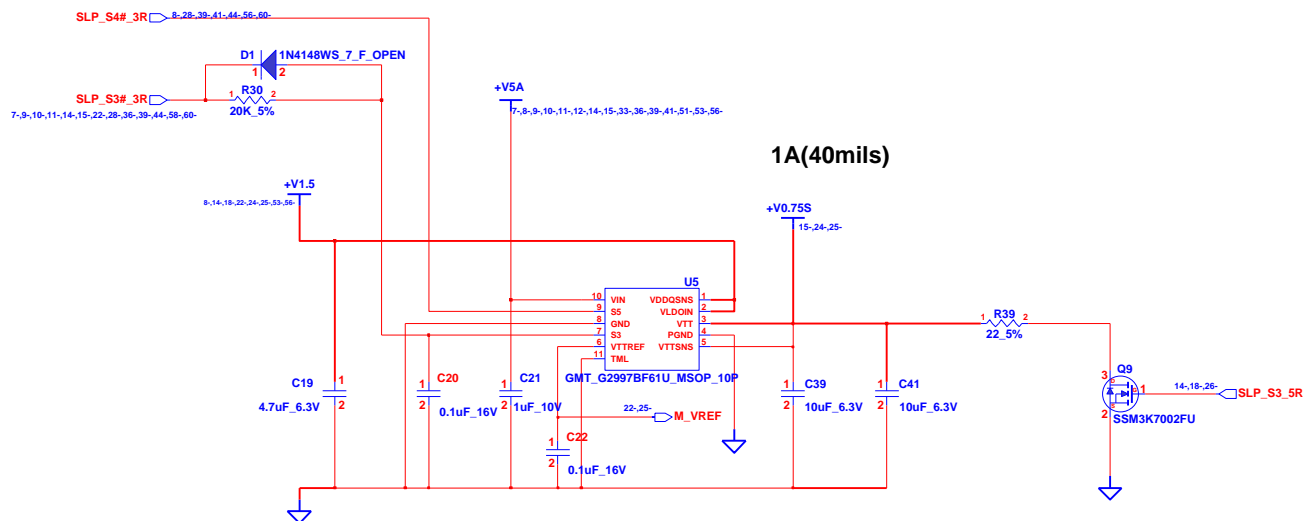 SLP_S4#_3R
8-,28-,39-,41-,44-,56-,60-
D1
1N4148WS_7_F_OPEN
1
2
SLP_S3#_3R
1
R30
2
20K_5%
7-,9-,10-,11-,14-,15-,22-,28-,36-,39-,44-,58-,60-
+V5A
7-,8-,9-,10-,11-,12-,14-,15-,33-,36-,39-,41-,51-,53-,56-
1A(40mils)
+V1.5
8-,14-,18-,22-,24-,25-,53-,56-
+V0.75S
15-,24-,25-
U5
10
VIN
VDDQSNS
1
9
S5
VLDOIN
2
8
GND
VTT
3
7
S3
PGND
4
6
VTTREF
VTTSNS
5
11
TML
GMT_G2997BF61U_MSOP_10P
1
R39
2
22_5%
C19
1
2
4.7uF_6.3V
1
C20
2
0.1uF_16V
1
C21
2
1uF_10V
22-,25-
M_VREF
1
C22
2
0.1uF_16V
1
C39
2
10uF_6.3V
1
C41
2
10uF_6.3V
3
D
Q9
G
1
S
2
SSM3K7002FU
14-,18-,26-
SLP_S3_5R